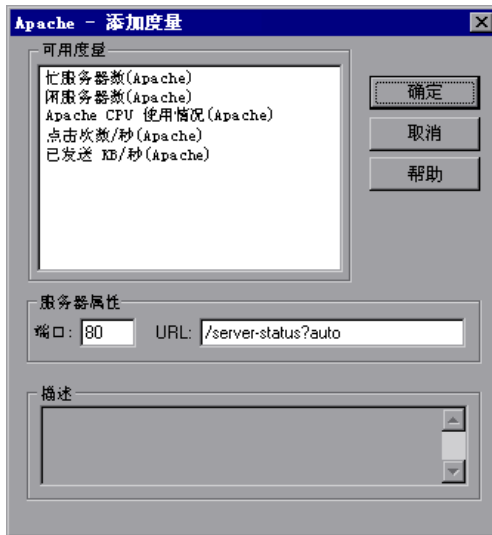 Apache - 添加度量
可用度量
忙服务器数(Apache)
闲服务器数(Apache)
Apache CPU 使用情况(Apache)
点击次数/秒(Apache)
已发送 KB/秒(Apache)
确定
取消
帮助
服务器属性
端口: 80 URL: /server-status?auto
描述